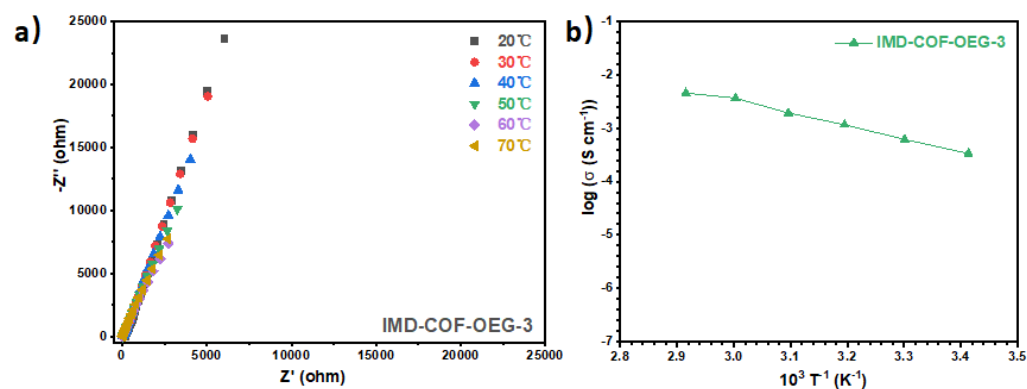 a)
25000
20000
15000
10000
5000
0
-Z'' (ohm)
20℃
30℃
40℃
50℃
60℃
70℃
IMD-COF-OEG-3
0 5000 10000 15000 20000 25000
Z' (ohm)
b)
-1
-2
-3
-4
-5
-6
-7
log (σ (S cm⁻¹))
IMD-COF-OEG-3
2.8 2.9 3.0 3.1 3.2 3.3 3.4 3.5
10³ T⁻¹ (K⁻¹)